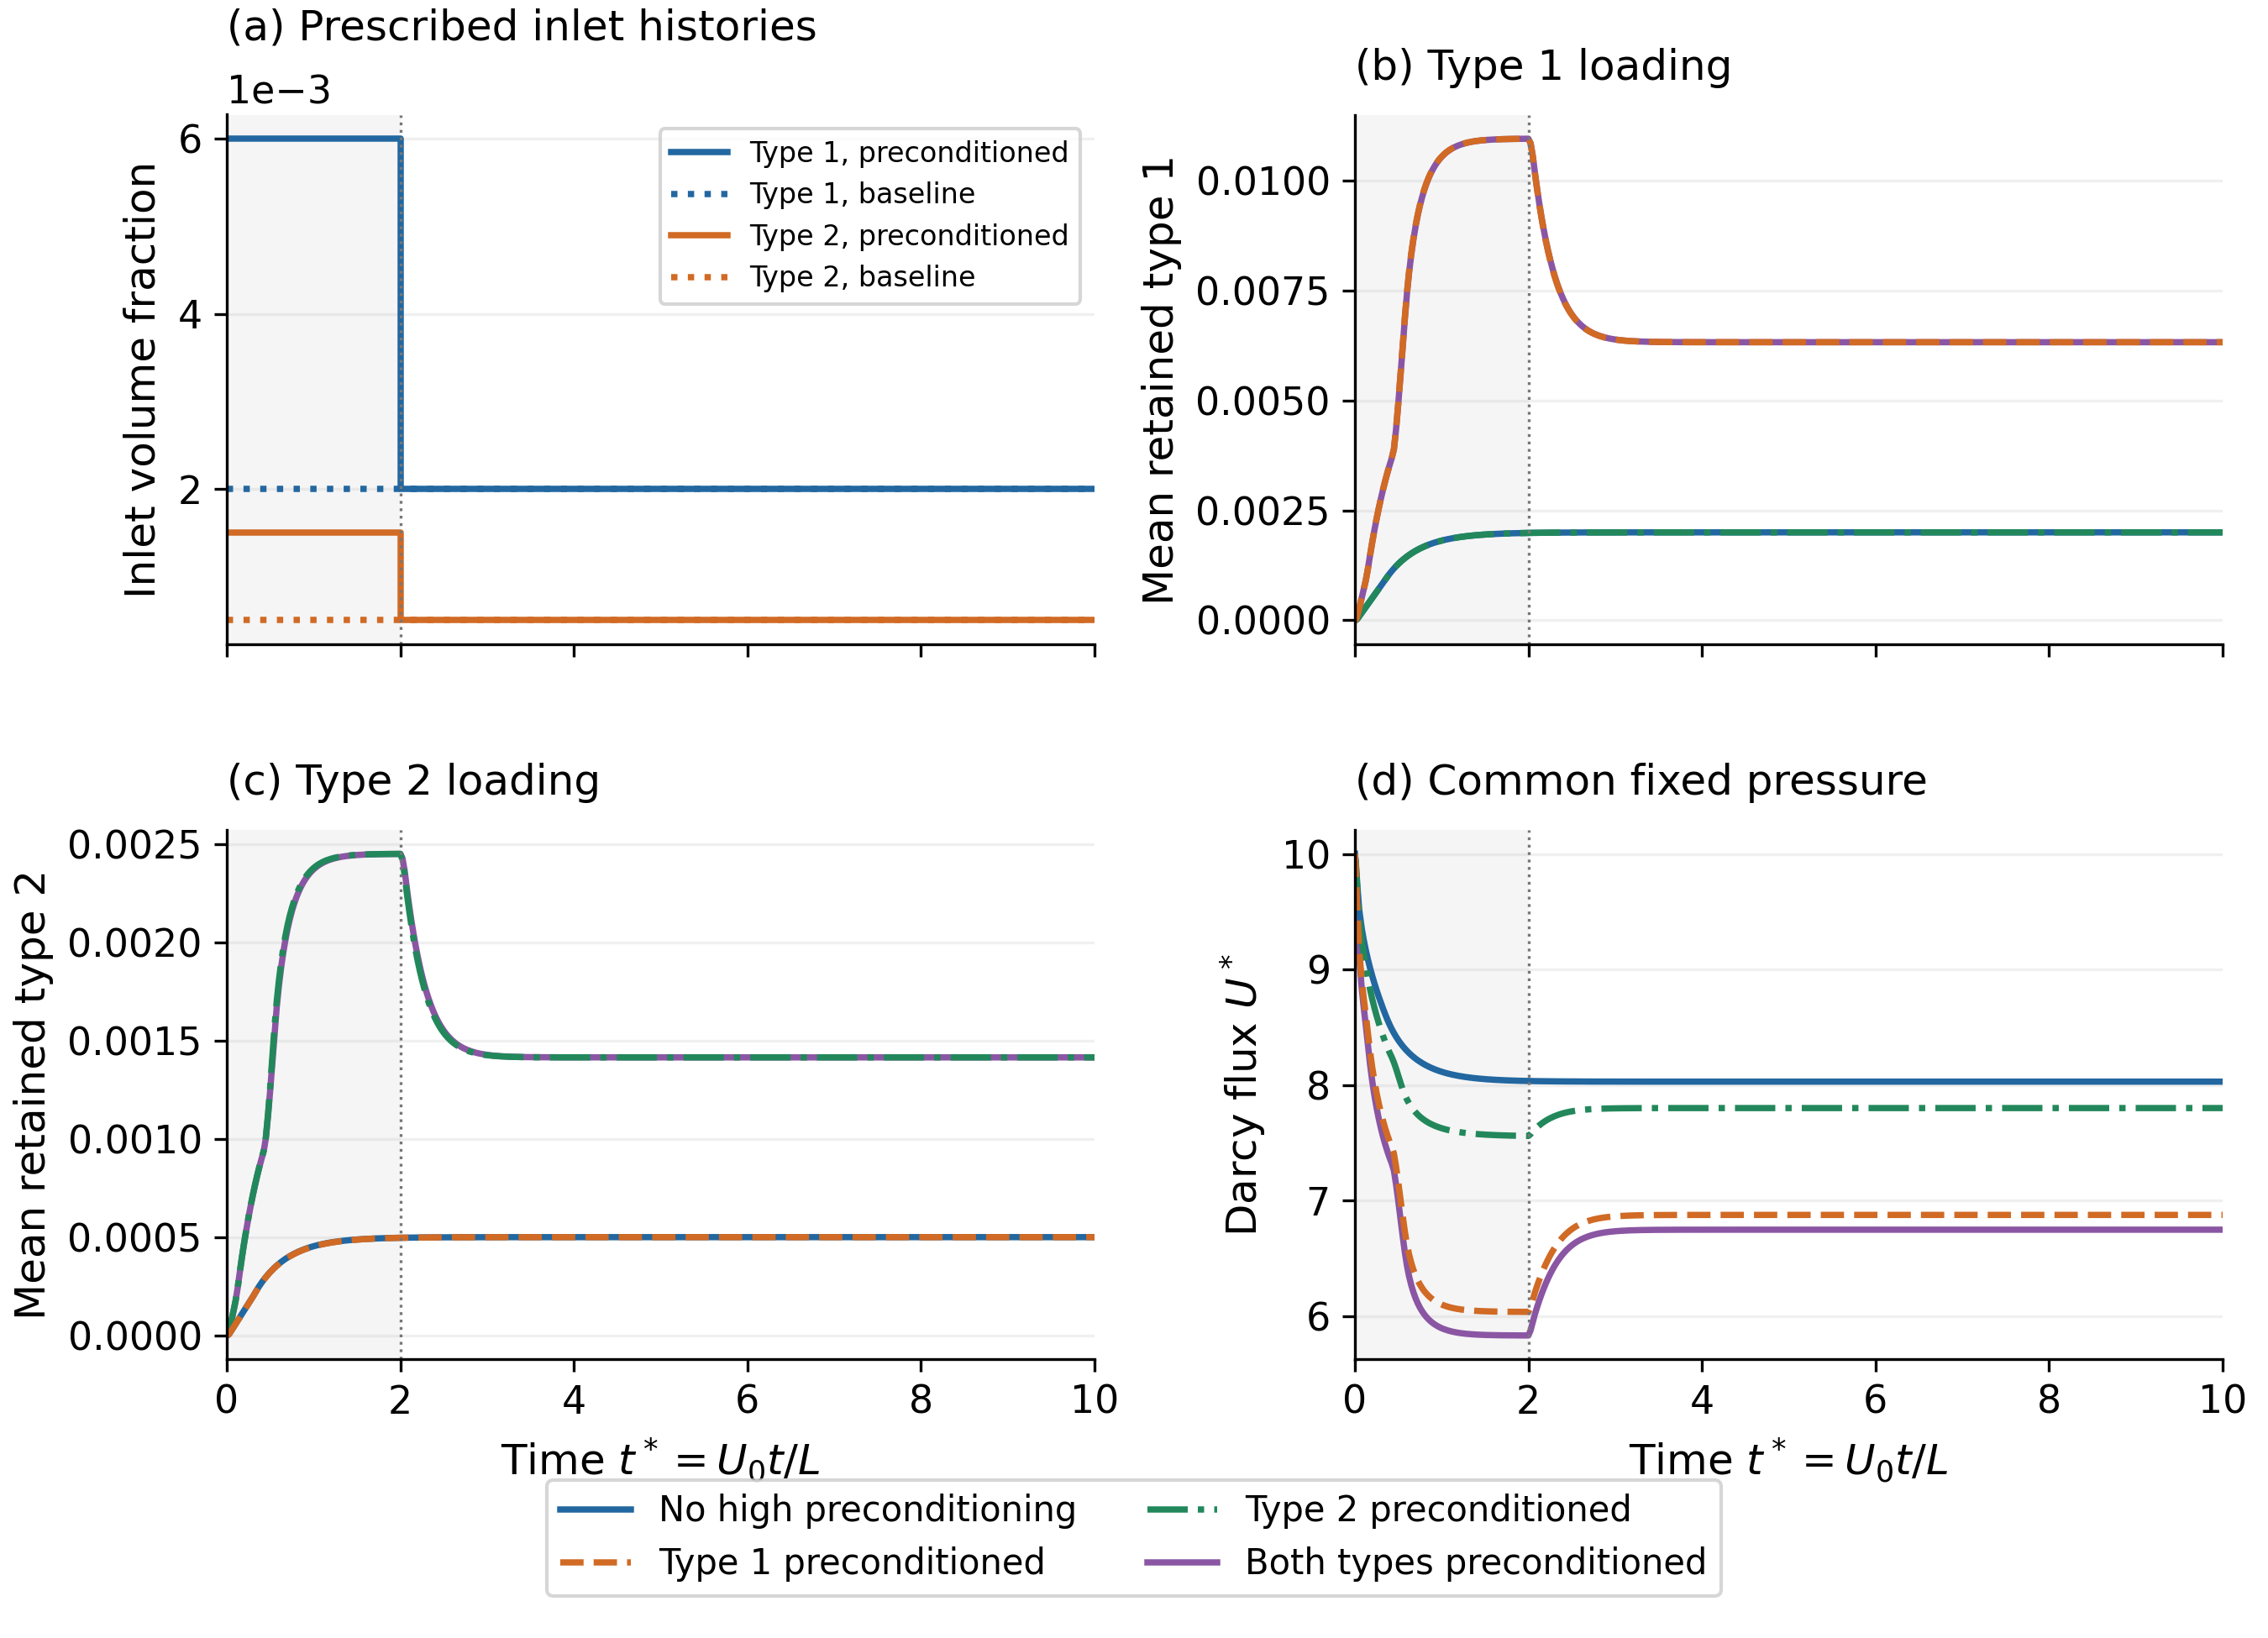 (a) Prescribed inlet histories
1e−3
6
4
2
Inlet volume fraction
Type 1, preconditioned
Type 1, baseline
Type 2, preconditioned
Type 2, baseline
(b) Type 1 loading
0.0100
0.0075
0.0050
0.0025
0.0000
Mean retained type 1
(c) Type 2 loading
0.0025
0.0020
0.0015
0.0010
0.0005
0.0000
Mean retained type 2
0 2 4 6 8 10
Time t* = U₀t/L
(d) Common fixed pressure
10
9
8
7
6
Darcy flux U*
0 2 4 6 8 10
Time t* = U₀t/L
No high preconditioning
Type 1 preconditioned
Type 2 preconditioned
Both types preconditioned